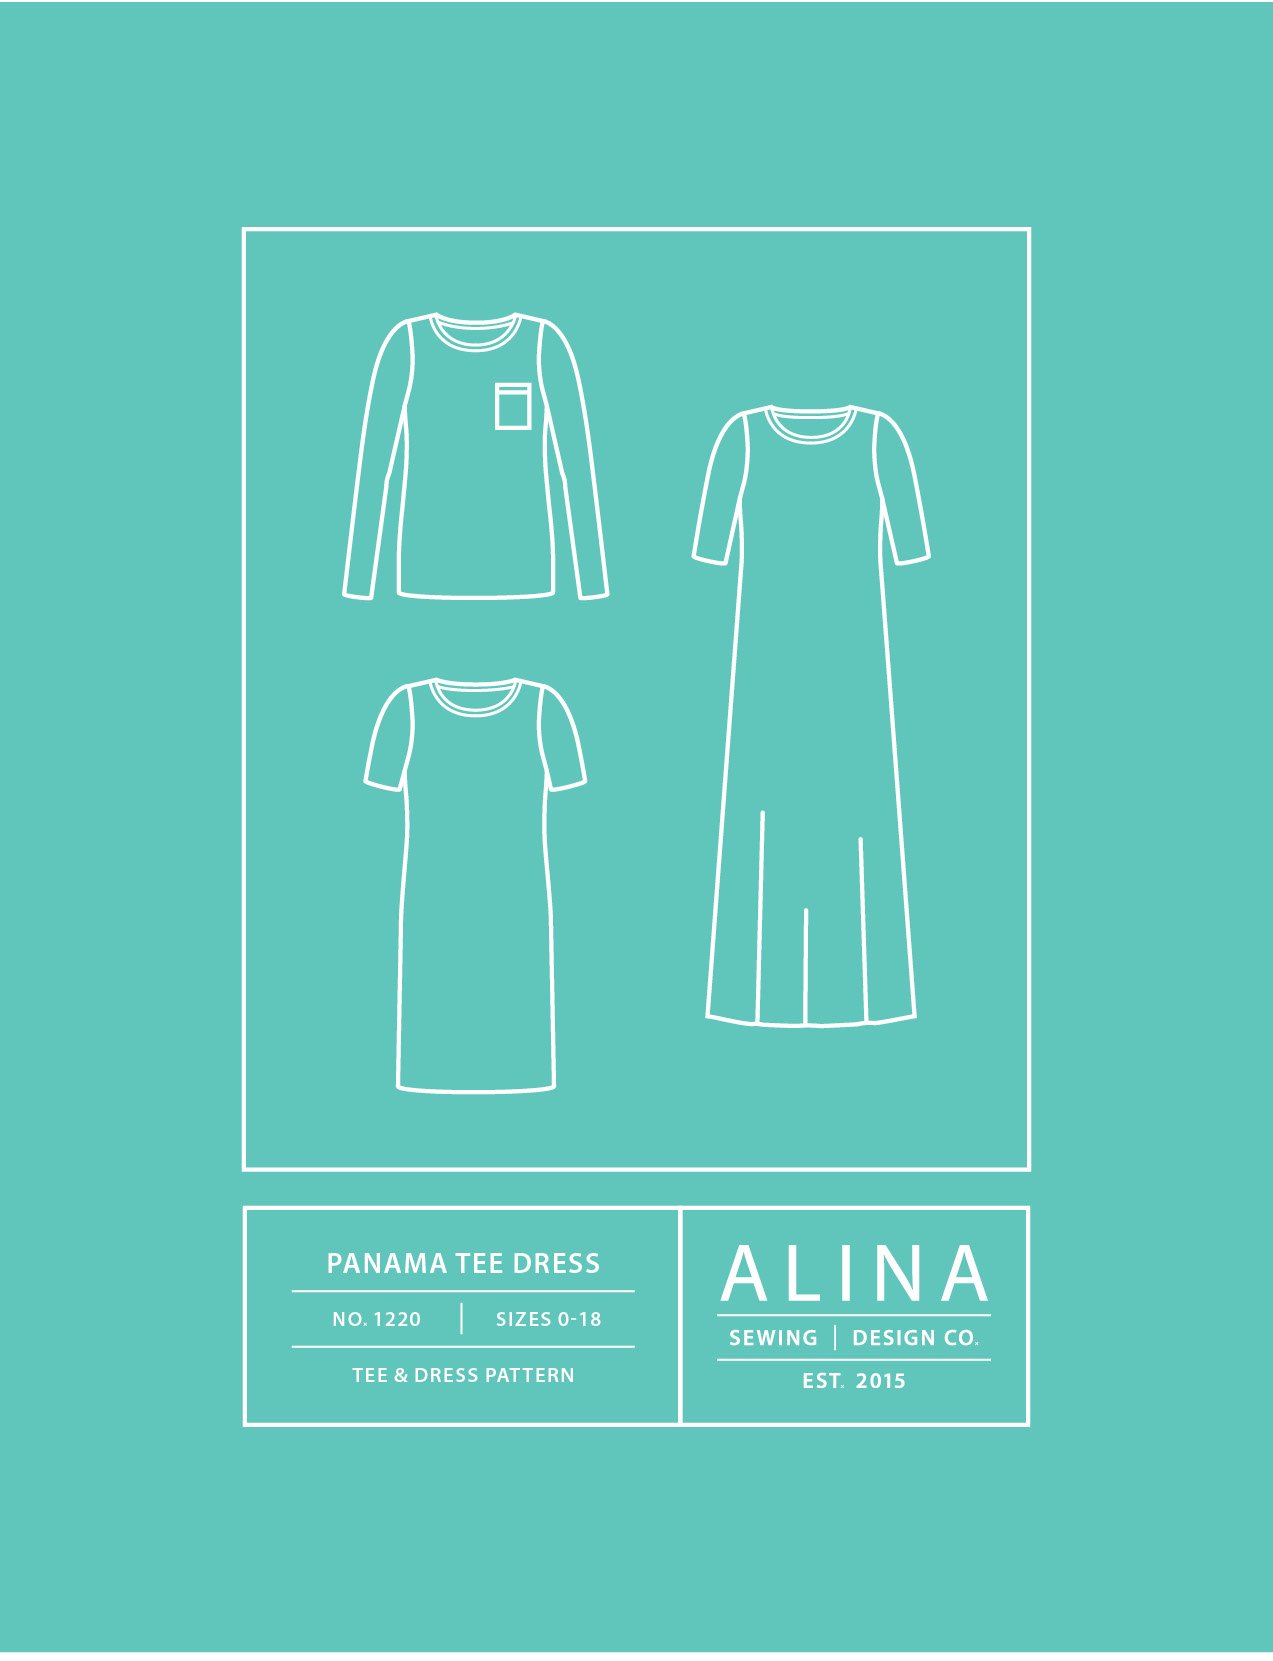 PANAMA TEE DRESS
NO. 1220 | SIZES 0-18
TEE & DRESS PATTERN
ALINA
SEWING | DESIGN CO.
EST. 2015